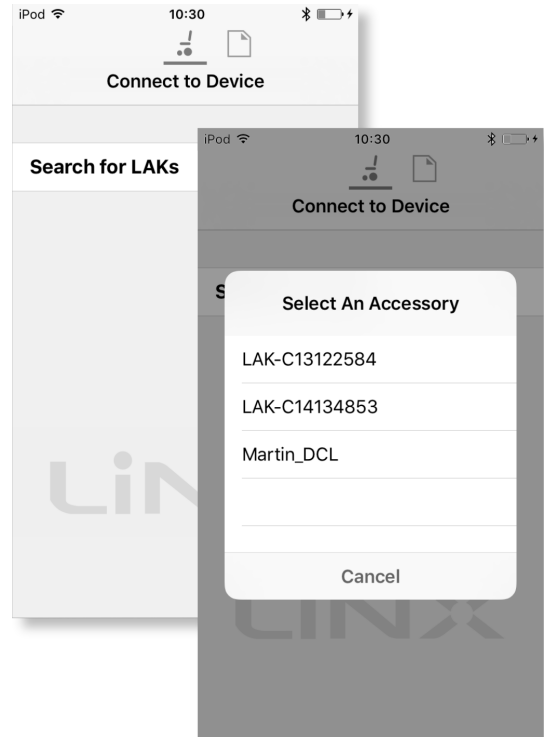 iPod 10:30
Connect to Device
Search for LAKs
LiN
iPod 10:30
Connect to Device
S
Select An Accessory
LAK-C13122584
LAK-C14134853
Martin_DCL
Cancel
LiNX